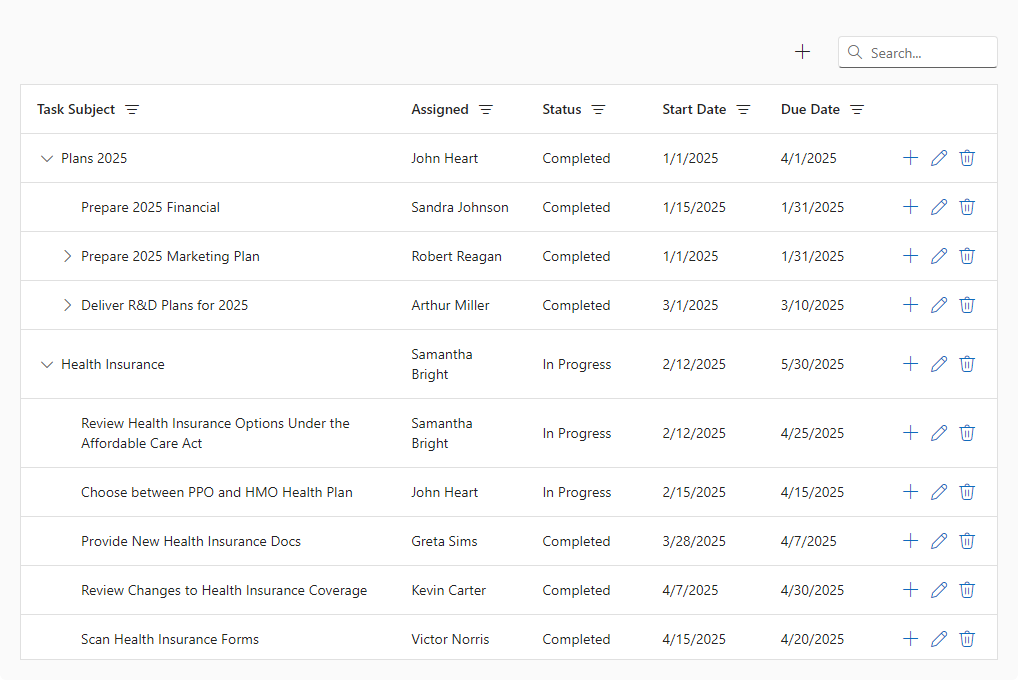 Search...
Task Subject Assigned Status Start Date Due Date
Plans 2025 John Heart Completed 1/1/2025 4/1/2025
Prepare 2025 Financial Sandra Johnson Completed 1/15/2025 1/31/2025
Prepare 2025 Marketing Plan Robert Reagan Completed 1/1/2025 1/31/2025
Deliver R&D Plans for 2025 Arthur Miller Completed 3/1/2025 3/10/2025
Health Insurance Samantha Bright In Progress 2/12/2025 5/30/2025
Review Health Insurance Options Under the Affordable Care Act Samantha Bright In Progress 2/12/2025 4/25/2025
Choose between PPO and HMO Health Plan John Heart In Progress 2/15/2025 4/15/2025
Provide New Health Insurance Docs Greta Sims Completed 3/28/2025 4/7/2025
Review Changes to Health Insurance Coverage Kevin Carter Completed 4/7/2025 4/30/2025
Scan Health Insurance Forms Victor Norris Completed 4/15/2025 4/20/2025